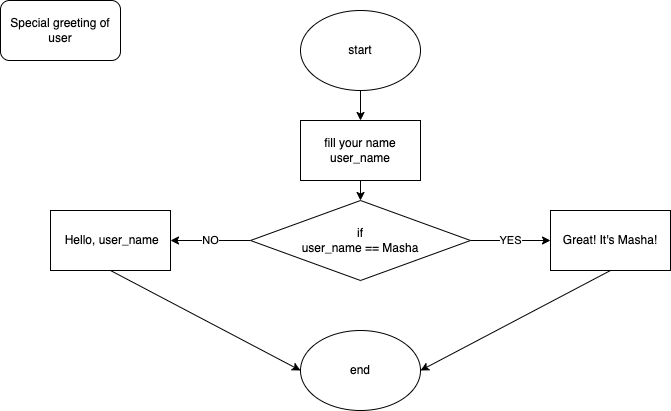 Special greeting of
user
start
fill your name
user_name
if
user_name == Masha
NO
YES
Hello, user_name
Great! It's Masha!
end